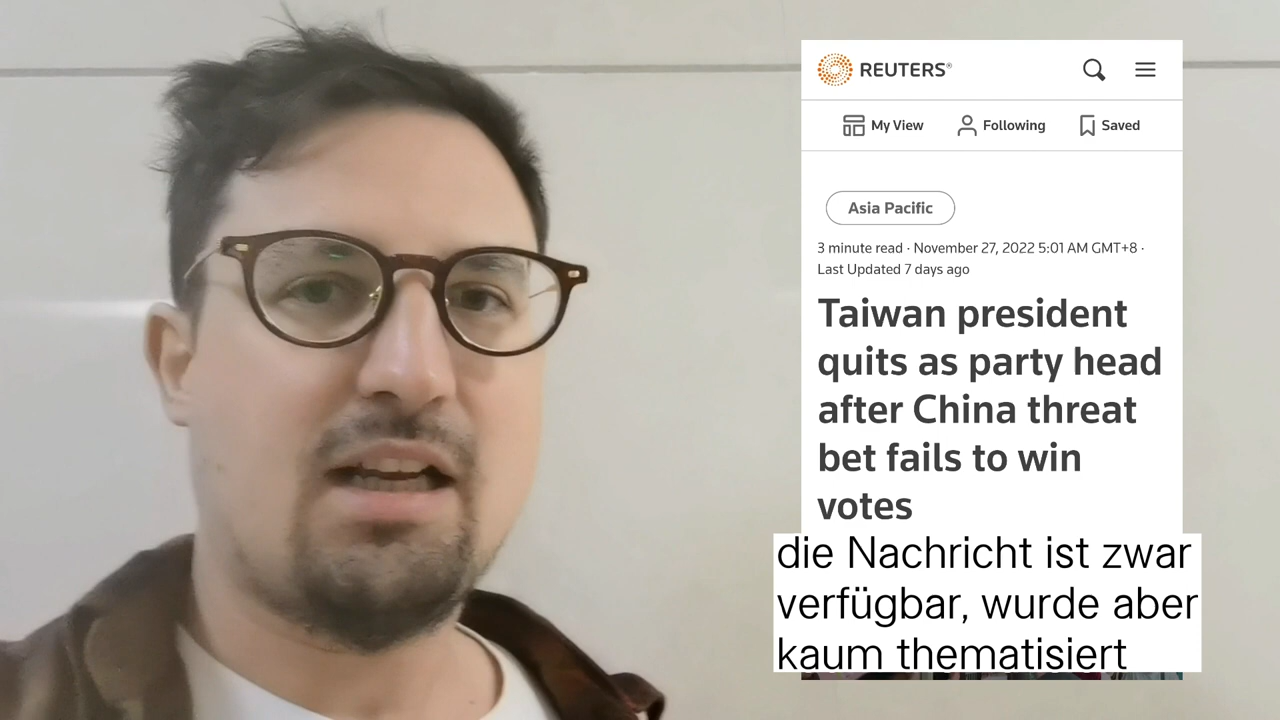 REUTERS®
My View Following Saved
Asia Pacific
3 minute read · November 27, 2022 5:01 AM GMT+8 ·
Last Updated 7 days ago
Taiwan president
quits as party head
after China threat
bet fails to win
votes
die Nachricht ist zwar
verfügbar, wurde aber
kaum thematisiert